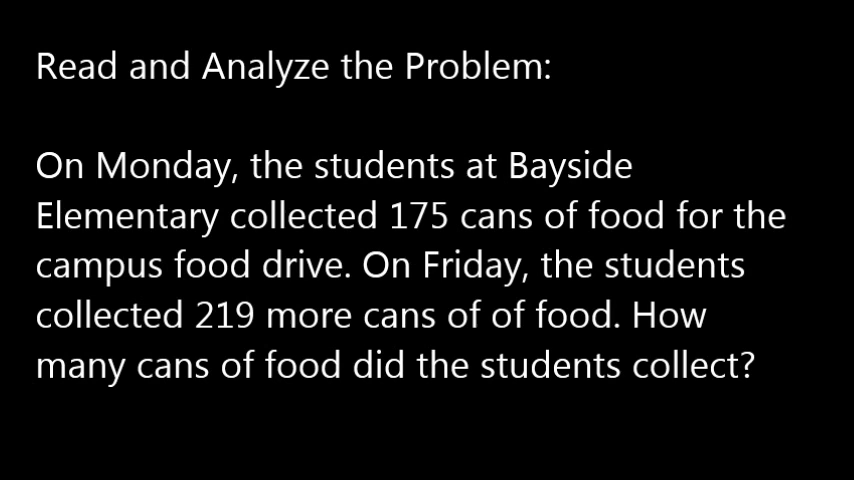 Read and Analyze the Problem:
On Monday, the students at Bayside
Elementary collected 175 cans of food for the
campus food drive. On Friday, the students
collected 219 more cans of of food. How
many cans of food did the students collect?